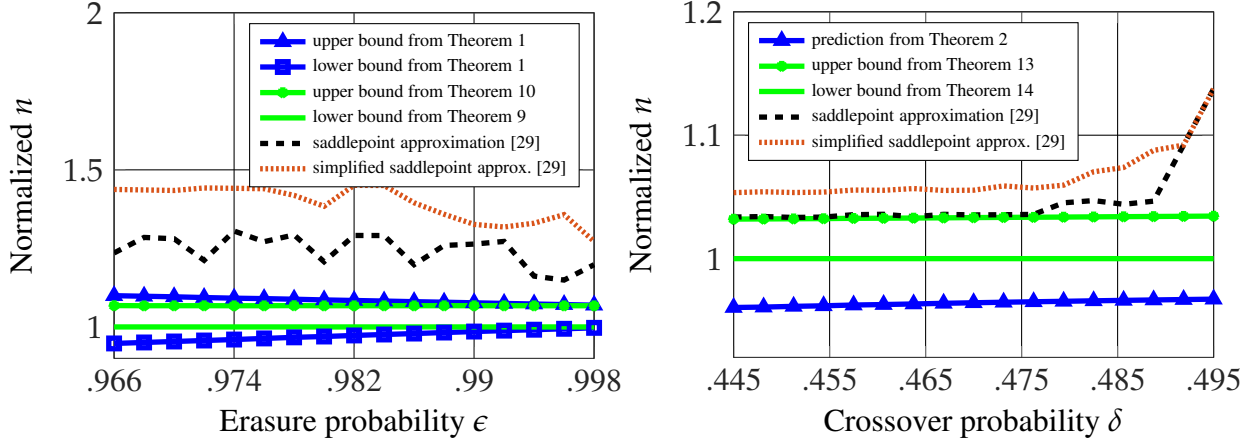 2
1.5
1
Normalized n
upper bound from Theorem 1
lower bound from Theorem 1
upper bound from Theorem 10
lower bound from Theorem 9
saddlepoint approximation [29]
simplified saddlepoint approx. [29]
.966 .974 .982 .99 .998
Erasure probability ϵ
1.2
1.1
1
Normalized n
prediction from Theorem 2
upper bound from Theorem 13
lower bound from Theorem 14
saddlepoint approximation [29]
simplified saddlepoint approx. [29]
.445 .455 .465 .475 .485 .495
Crossover probability δ